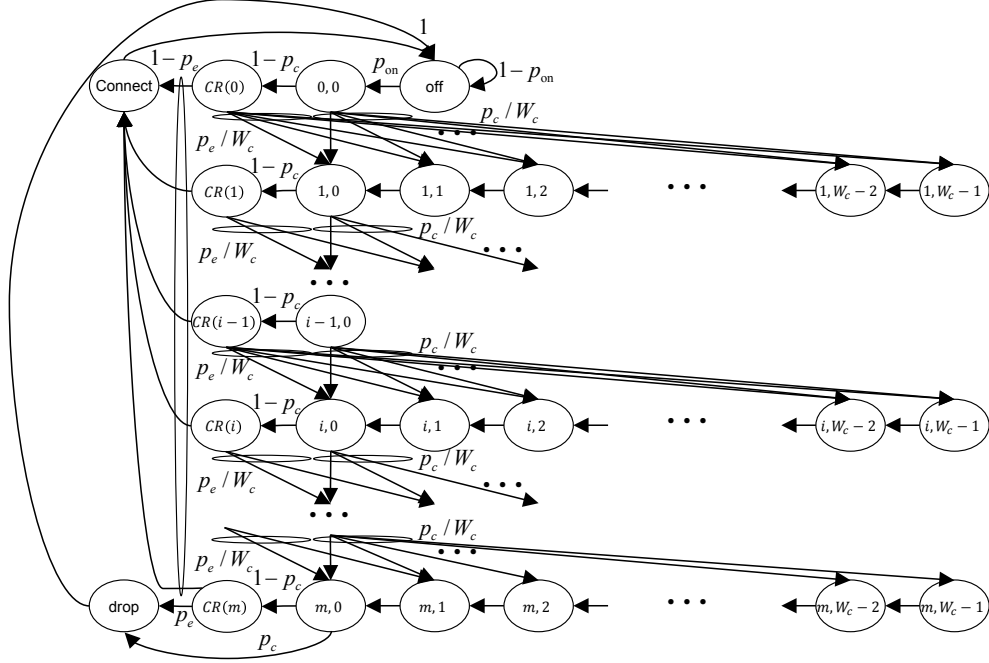 1
Connect
1− p_e
CR(0)
1− p_c
0, 0
p_on
off
1− p_on
p_e / W_c
p_c / W_c
• • •
CR(1)
1− p_c
1, 0
1, 1
1, 2
• • •
1, W_c − 2
1, W_c − 1
p_e / W_c
p_c / W_c
• • •
• • •
CR(i − 1)
1− p_c
i − 1, 0
p_e / W_c
p_c / W_c
• • •
CR(i)
1− p_c
i, 0
i, 1
i, 2
• • •
i, W_c − 2
i, W_c − 1
p_e / W_c
p_c / W_c
• • •
• • •
p_e / W_c
p_c / W_c
• • •
drop
p_e
CR(m)
1− p_c
m, 0
m, 1
m, 2
• • •
m, W_c − 2
m, W_c − 1
p_c